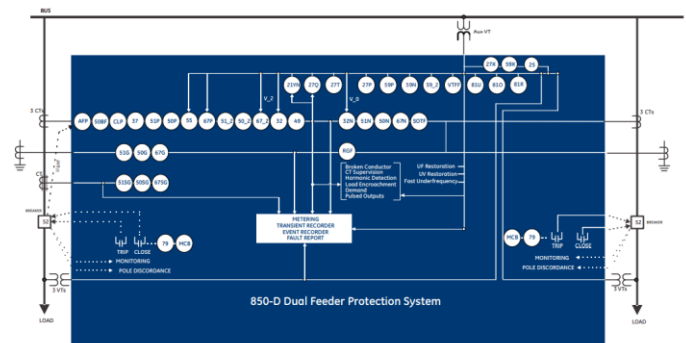 BUS
Aux VT
27X 59X 25
3 CTs
21YN 27Q 27T 27P 59P 59N 59_2 VTFF 81U 81O 81R
V_2 V_0
3 CTs
AFP 50BF CLP 37 51P 50P 55 67P 51_2 50_2 67_2 32 49 32N 51N 50N 67N SOTF
51G 50G 67G RGF
CT
51SG 50SG 67SG
Broken Conductor
CT Supervision
Harmonic Detection
Load Encroachment
Demand
Pulsed Outputs
UF Restoration
UV Restoration
Fast Underfrequency
METERING
TRANSIENT RECORDER
EVENT RECORDER
FAULT REPORT
BREAKER
52
TRIP CLOSE
79 MCB
MONITORING
POLE DISCORDANCE
MCB 79
TRIP CLOSE
52
BREAKER
MONITORING
POLE DISCORDANCE
3 VTs
3 VTs
850-D Dual Feeder Protection System
LOAD
LOAD